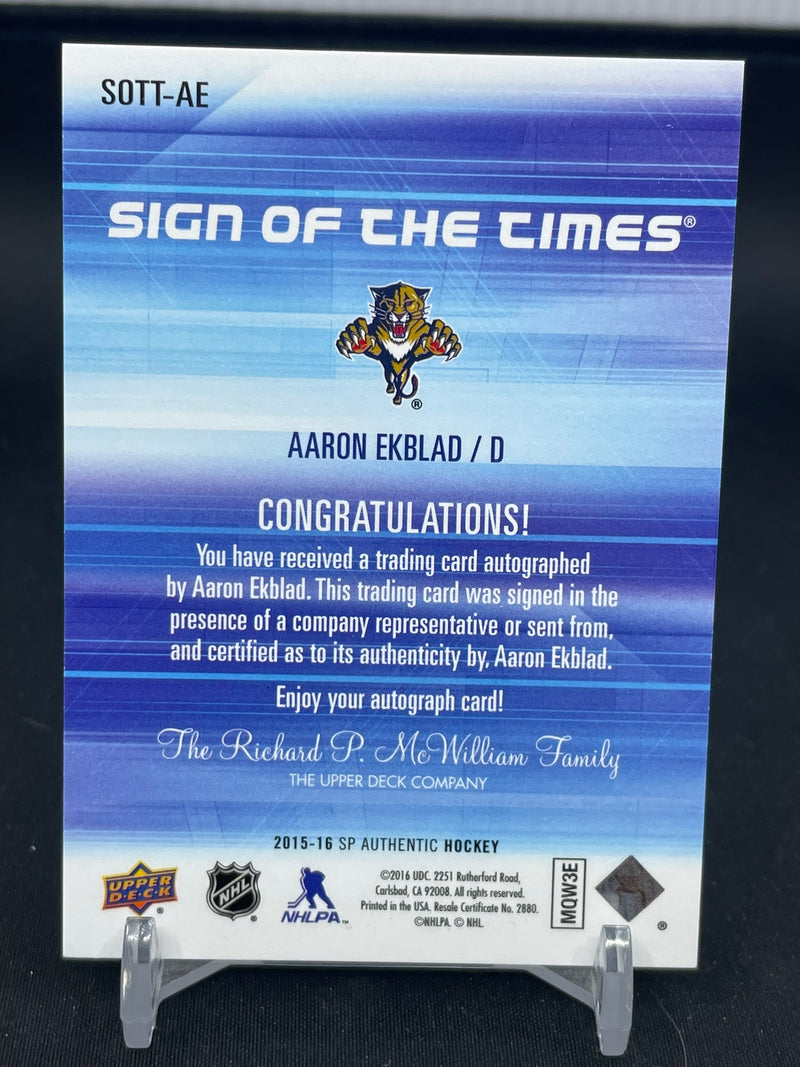 SOTT-AE
SIGN OF THE TIMES®
®
AARON EKBLAD / D
CONGRATULATIONS!
You have received a trading card autographed
by Aaron Ekblad. This trading card was signed in the
presence of a company representative or sent from,
and certified as to its authenticity by, Aaron Ekblad.
Enjoy your autograph card!
The Richard P. McWilliam Family
THE UPPER DECK COMPANY
2015-16 SP AUTHENTIC HOCKEY
UPPER DECK ®
NHL ®
NHLPA ™
©2016 UDC. 2251 Rutherford Road,
Carlsbad, CA 92008. All rights reserved.
Printed in the USA. Resale Certificate No. 2880.
©NHLPA. © NHL.
MQW3E
®